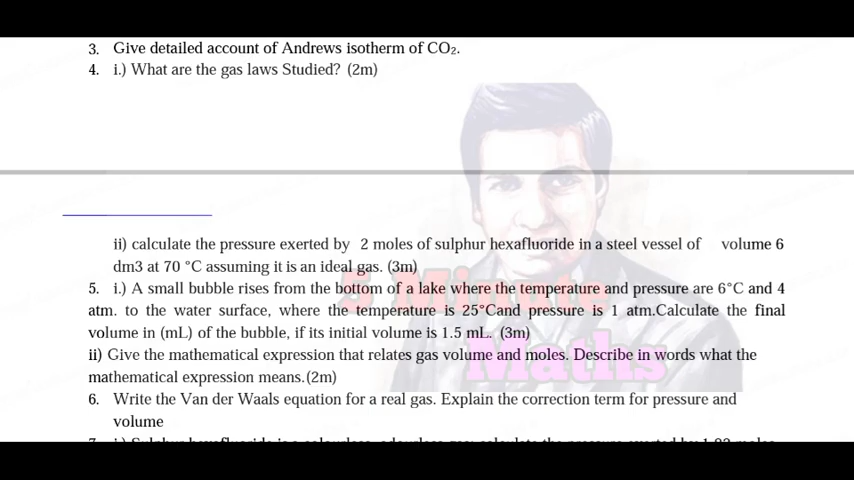 3. Give detailed account of Andrews isotherm of CO₂.
4. i.) What are the gas laws Studied? (2m)
ii) calculate the pressure exerted by 2 moles of sulphur hexafluoride in a steel vessel of volume 6
dm3 at 70 °C assuming it is an ideal gas. (3m)
5. i.) A small bubble rises from the bottom of a lake where the temperature and pressure are 6°C and 4
atm. to the water surface, where the temperature is 25°Cand pressure is 1 atm.Calculate the final
volume in (mL) of the bubble, if its initial volume is 1.5 mL. (3m)
ii) Give the mathematical expression that relates gas volume and moles. Describe in words what the
mathematical expression means.(2m)
6. Write the Van der Waals equation for a real gas. Explain the correction term for pressure and
volume
5 Minute
Maths